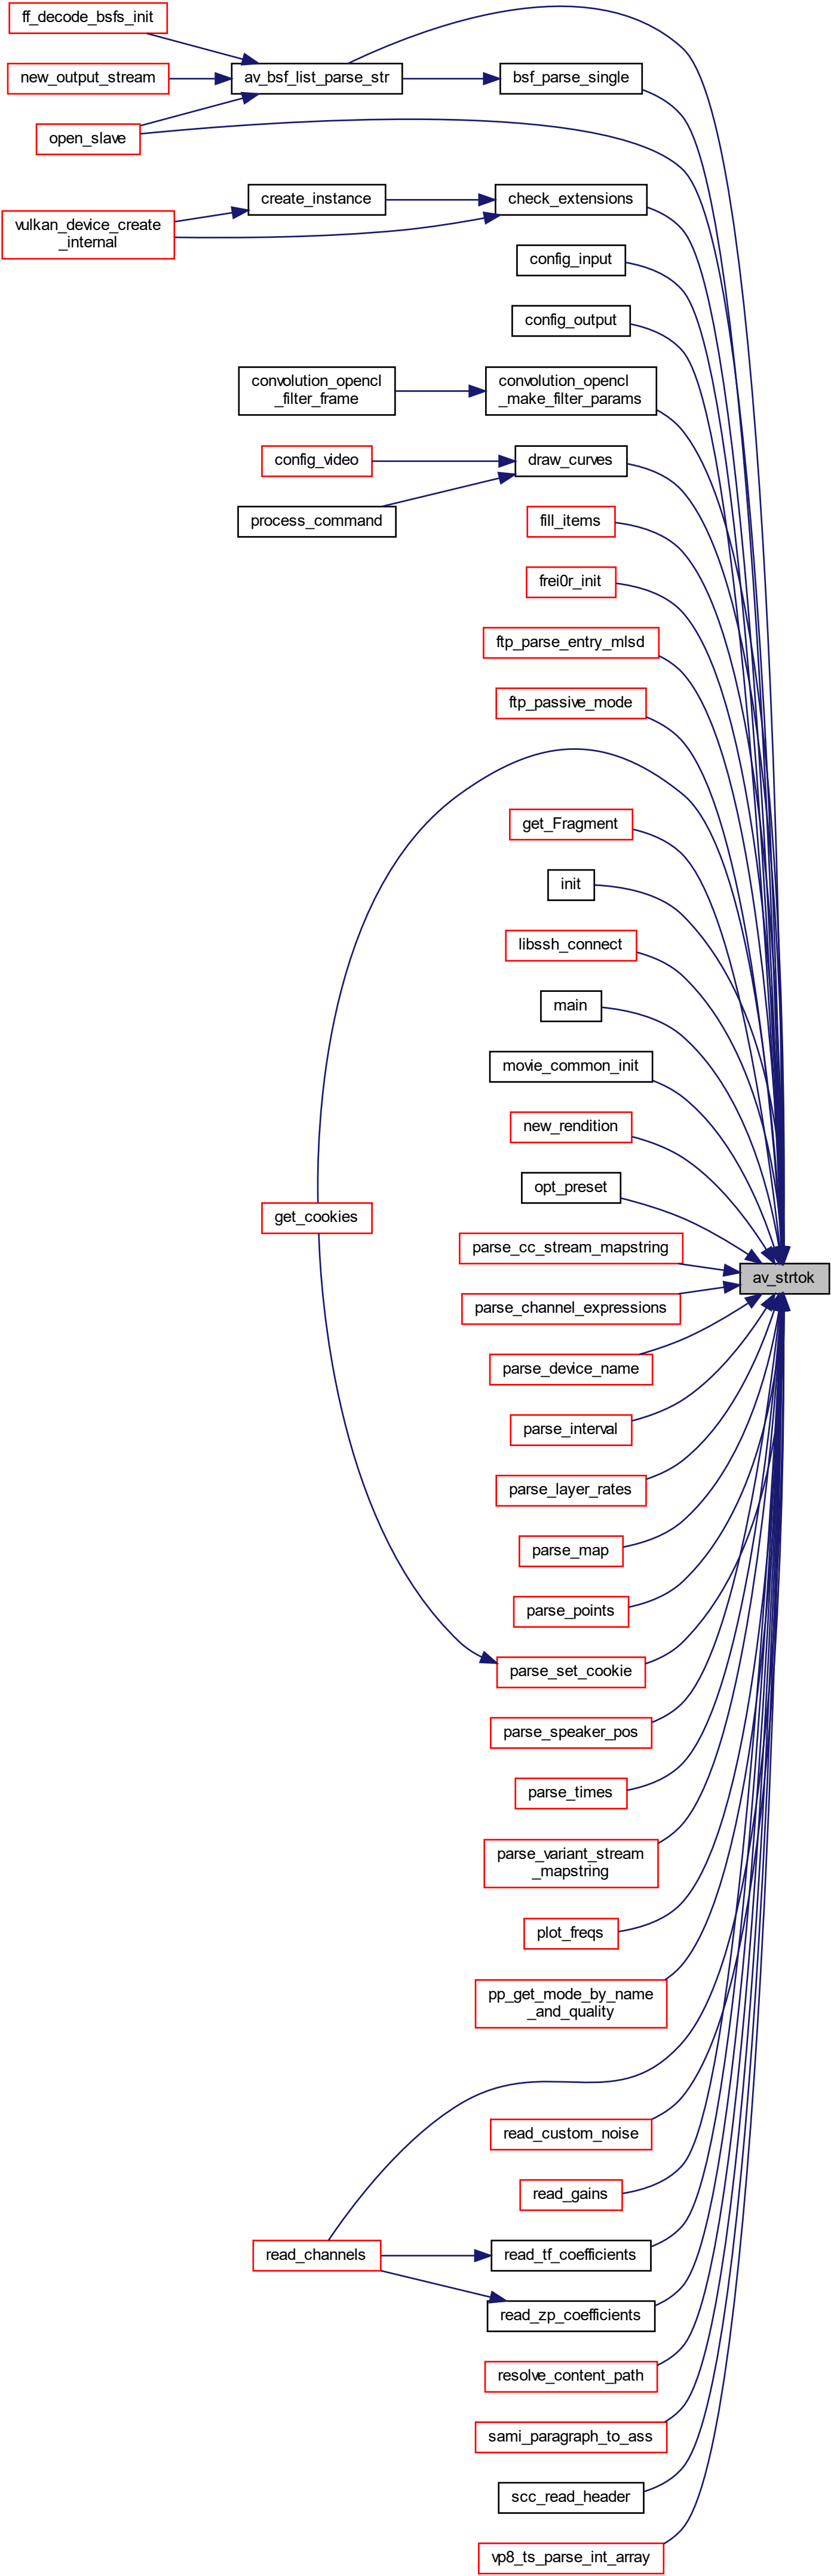 ff_decode_bsfs_init
new_output_stream
av_bsf_list_parse_str
bsf_parse_single
open_slave
create_instance
check_extensions
vulkan_device_create
_internal
config_input
config_output
convolution_opencl
_filter_frame
convolution_opencl
_make_filter_params
config_video
draw_curves
process_command
fill_items
frei0r_init
ftp_parse_entry_mlsd
ftp_passive_mode
get_Fragment
init
libssh_connect
main
movie_common_init
new_rendition
opt_preset
get_cookies
parse_cc_stream_mapstring
av_strtok
parse_channel_expressions
parse_device_name
parse_interval
parse_layer_rates
parse_map
parse_points
parse_set_cookie
parse_speaker_pos
parse_times
parse_variant_stream
_mapstring
plot_freqs
pp_get_mode_by_name
_and_quality
read_custom_noise
read_gains
read_channels
read_tf_coefficients
read_zp_coefficients
resolve_content_path
sami_paragraph_to_ass
scc_read_header
vp8_ts_parse_int_array